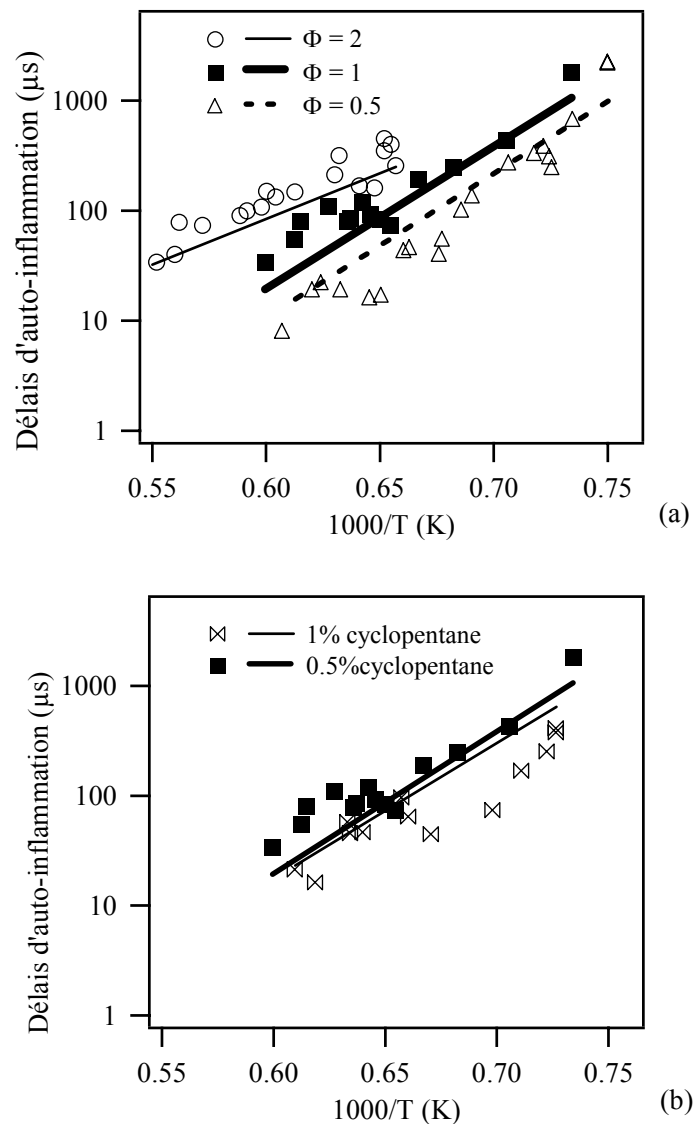 Φ = 2
Φ = 1
Φ = 0.5
Délais d'auto-inflammation (µs)
1000
100
10
1
0.55 0.60 0.65 0.70 0.75
1000/T (K)
(a)
1% cyclopentane
0.5%cyclopentane
Délais d'auto-inflammation (µs)
1000
100
10
1
0.55 0.60 0.65 0.70 0.75
1000/T (K)
(b)